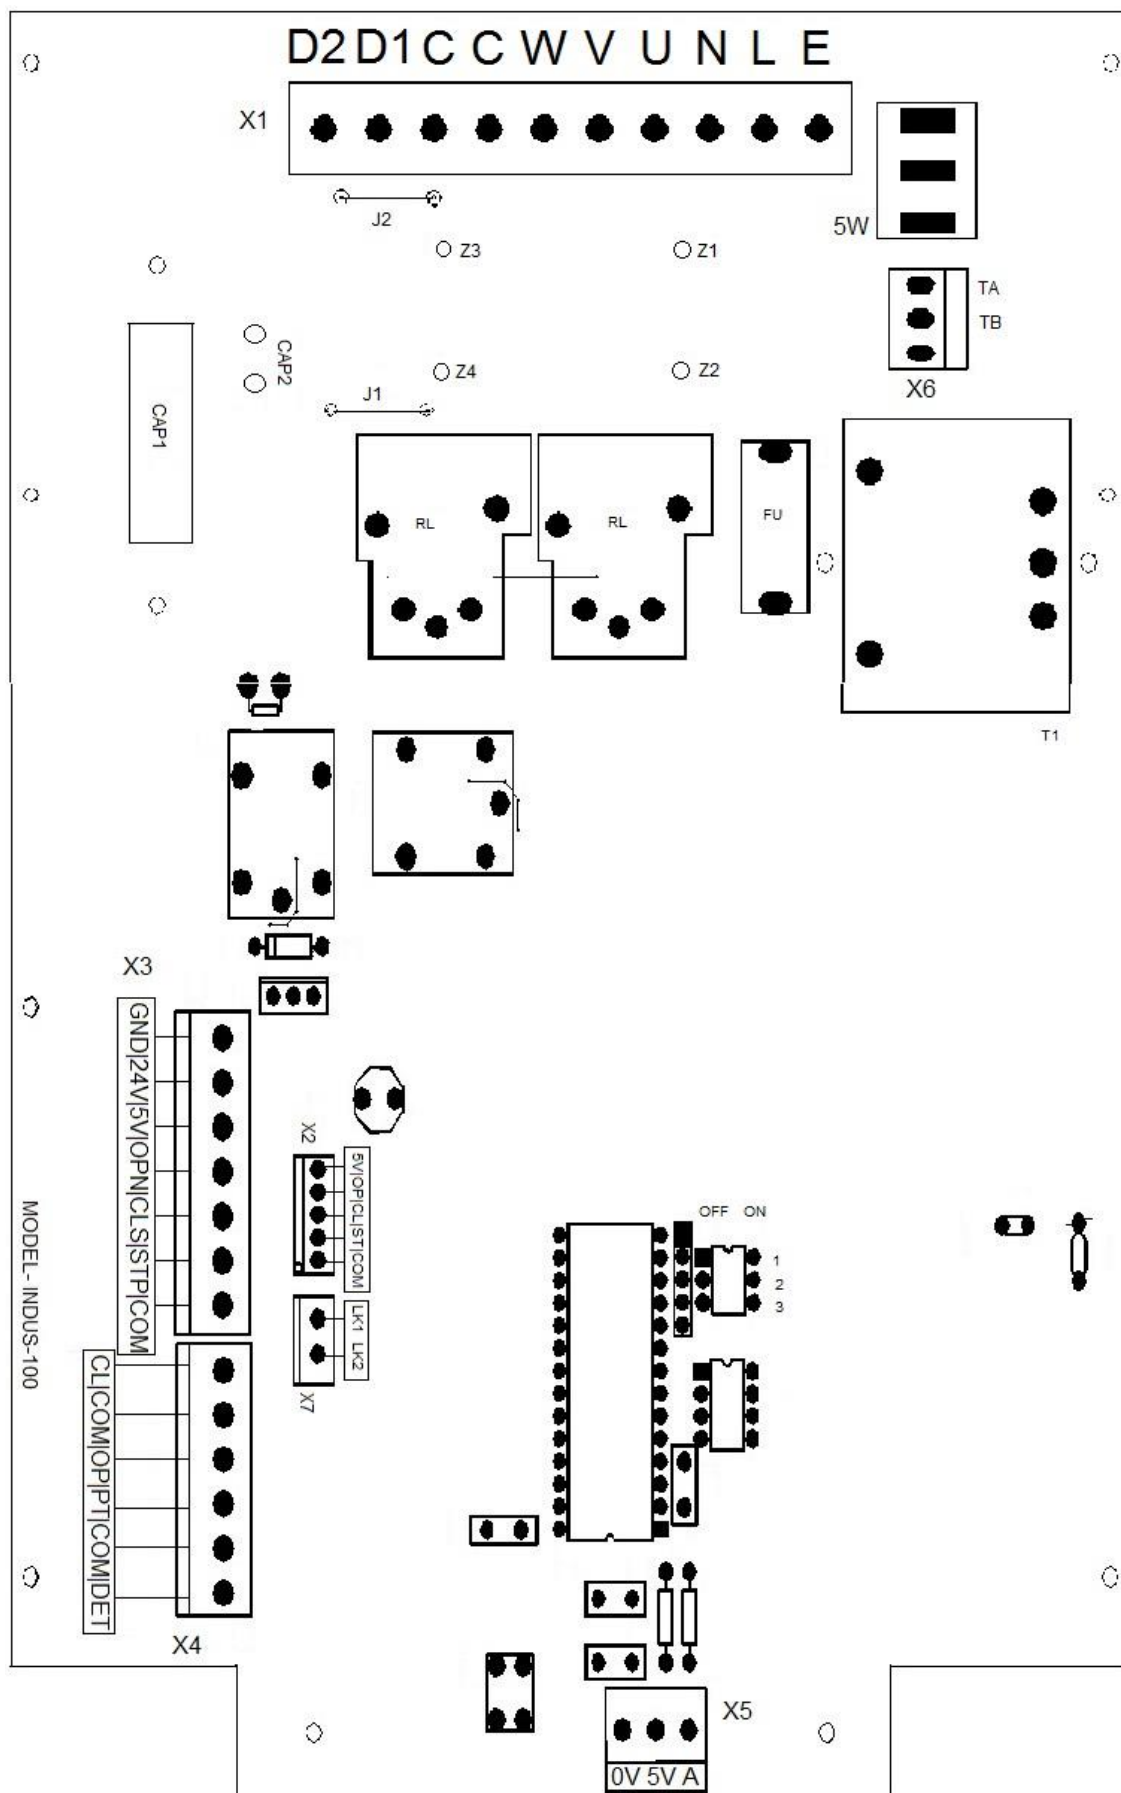 D2 D1 C C W V U N L E
X1
J2
5W
Z3
Z1
TA
TB
CAP2
Z4
Z2
X6
J1
CAP1
RL
RL
FU
T1
X3
GND|24V|5V|OPN|CLS|STP|COM
X2
5V|OP|CL|ST|COM
MODEL- INDUS-100
OFF ON
1
2
3
LK1 LK2
X7
CL|COM|OP|PT|COM|DET
X4
X5
0V 5V A